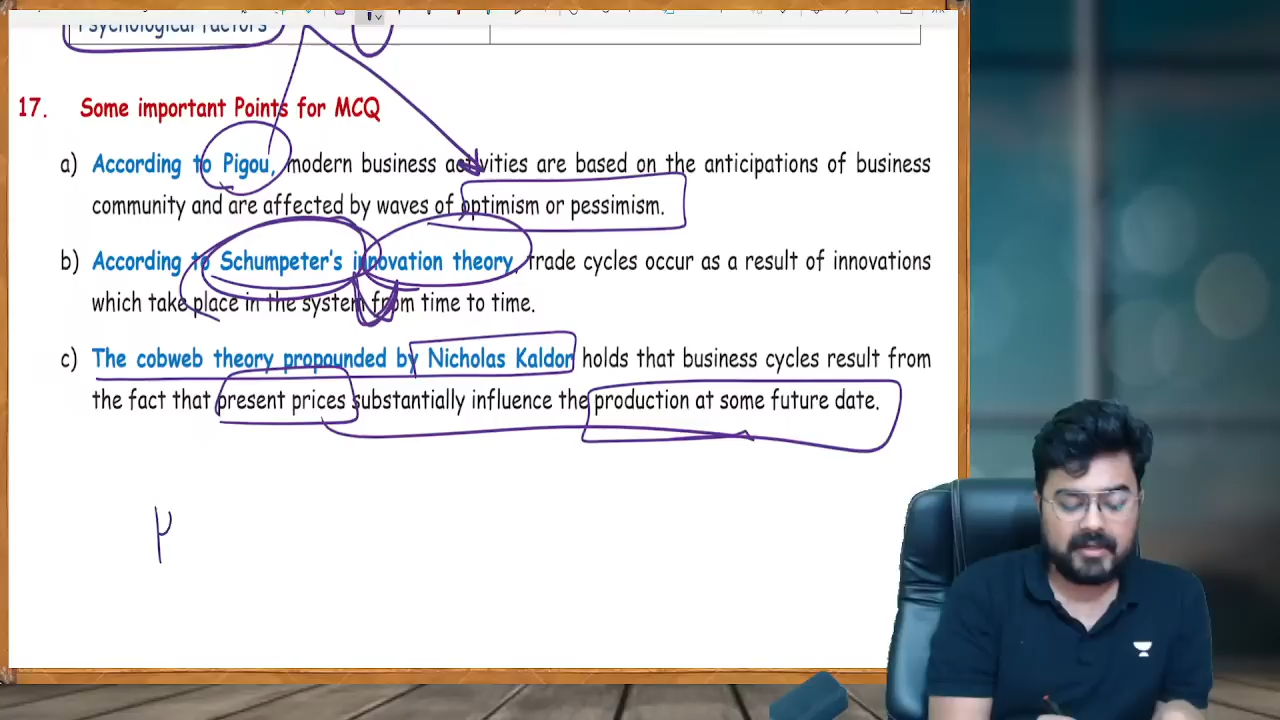 Psychological Factors
17. Some important Points for MCQ
a) According to Pigou, modern business activities are based on the anticipations of business
community and are affected by waves of optimism or pessimism.
b) According to Schumpeter's innovation theory, trade cycles occur as a result of innovations
which take place in the system from time to time.
c) The cobweb theory propounded by Nicholas Kaldor holds that business cycles result from
the fact that present prices substantially influence the production at some future date.